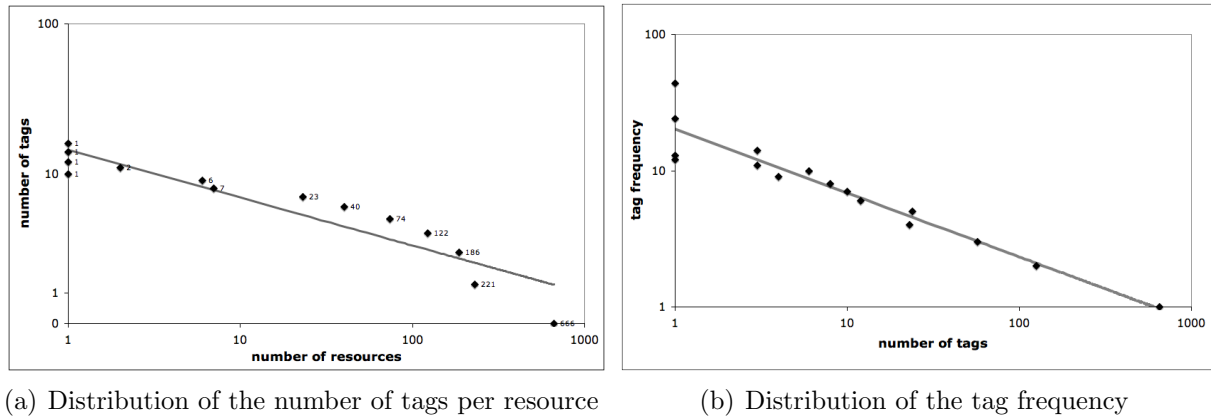 100
10
1
0
number of tags
1
1
1
1
2
6
7
23
40
74
122
186
221
666
1 10 100 1000
number of resources
100
10
1
tag frequency
1 10 100 1000
number of tags
(a) Distribution of the number of tags per resource
(b) Distribution of the tag frequency